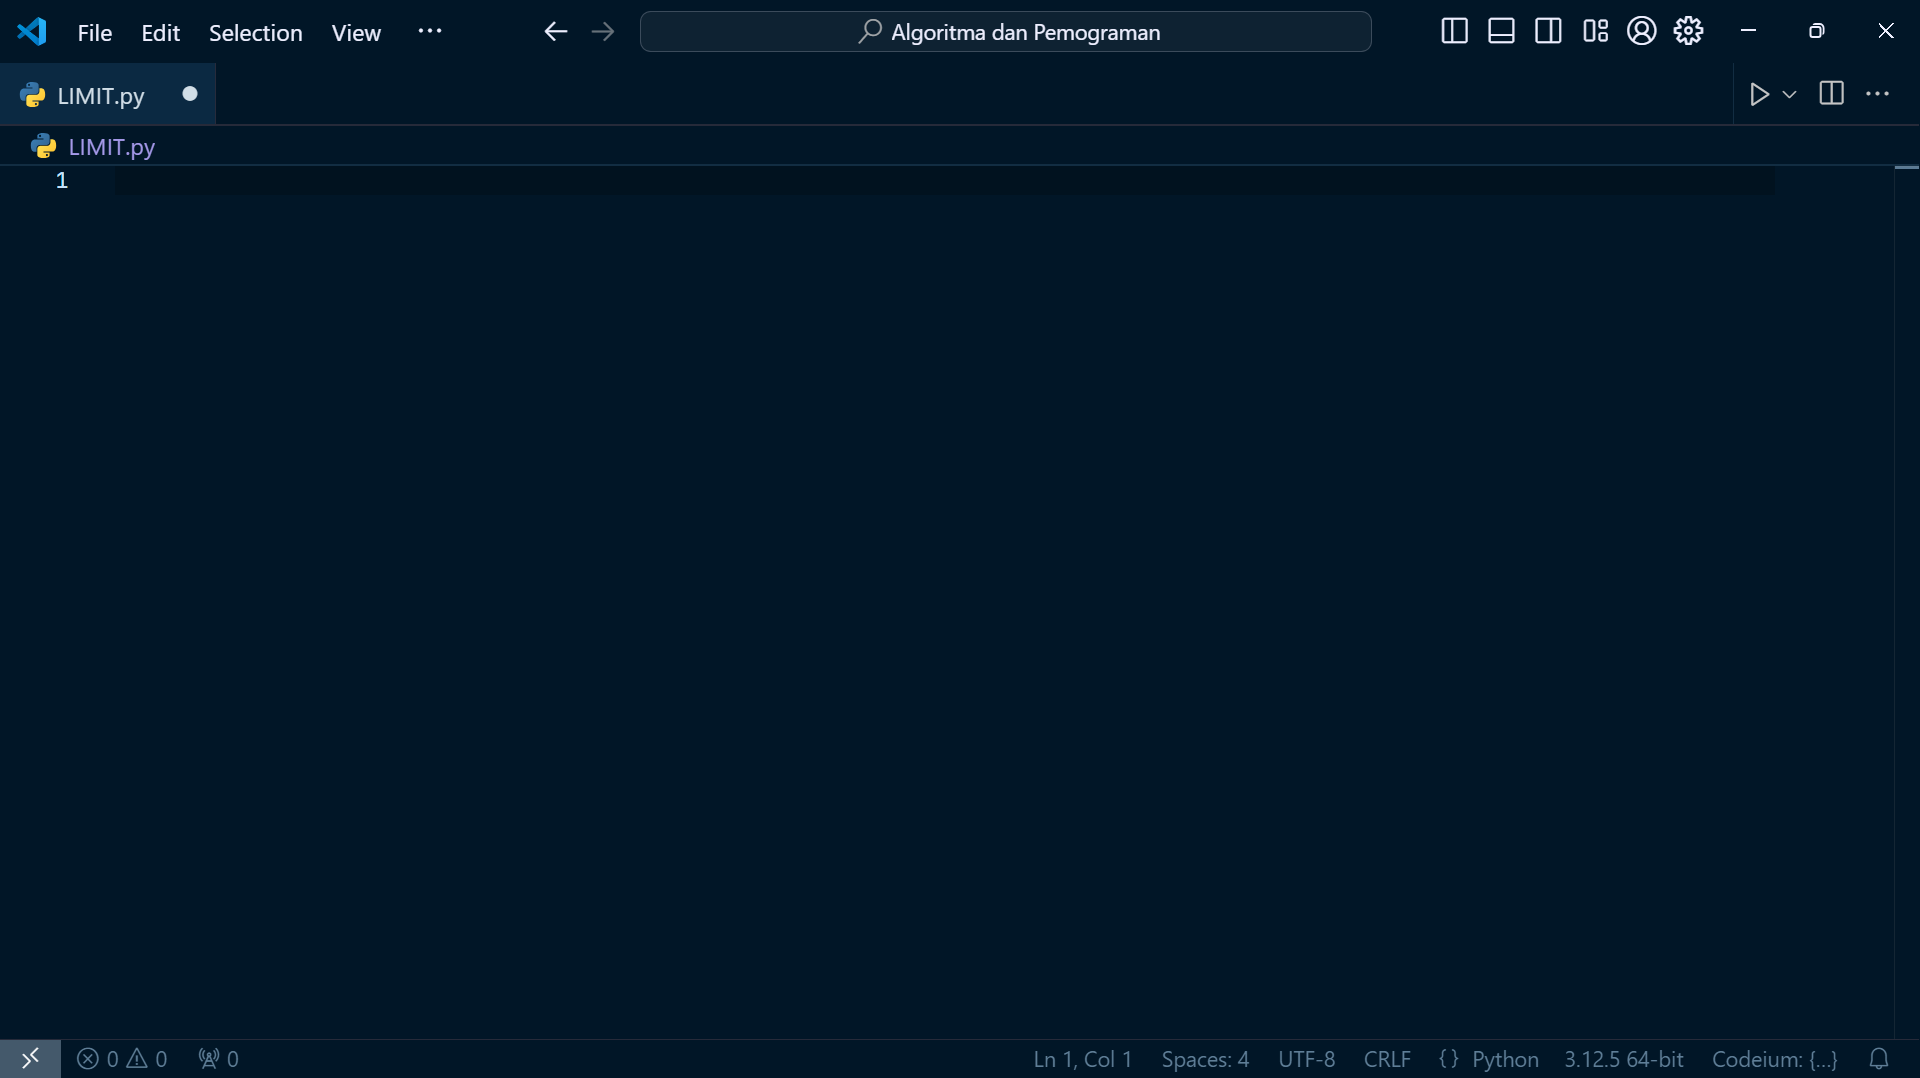 File Edit Selection View ··· Algoritma dan Pemograman
LIMIT.py
LIMIT.py
1
0 0 0 Ln 1, Col 1 Spaces: 4 UTF-8 CRLF {} Python 3.12.5 64-bit Codeium: {...}